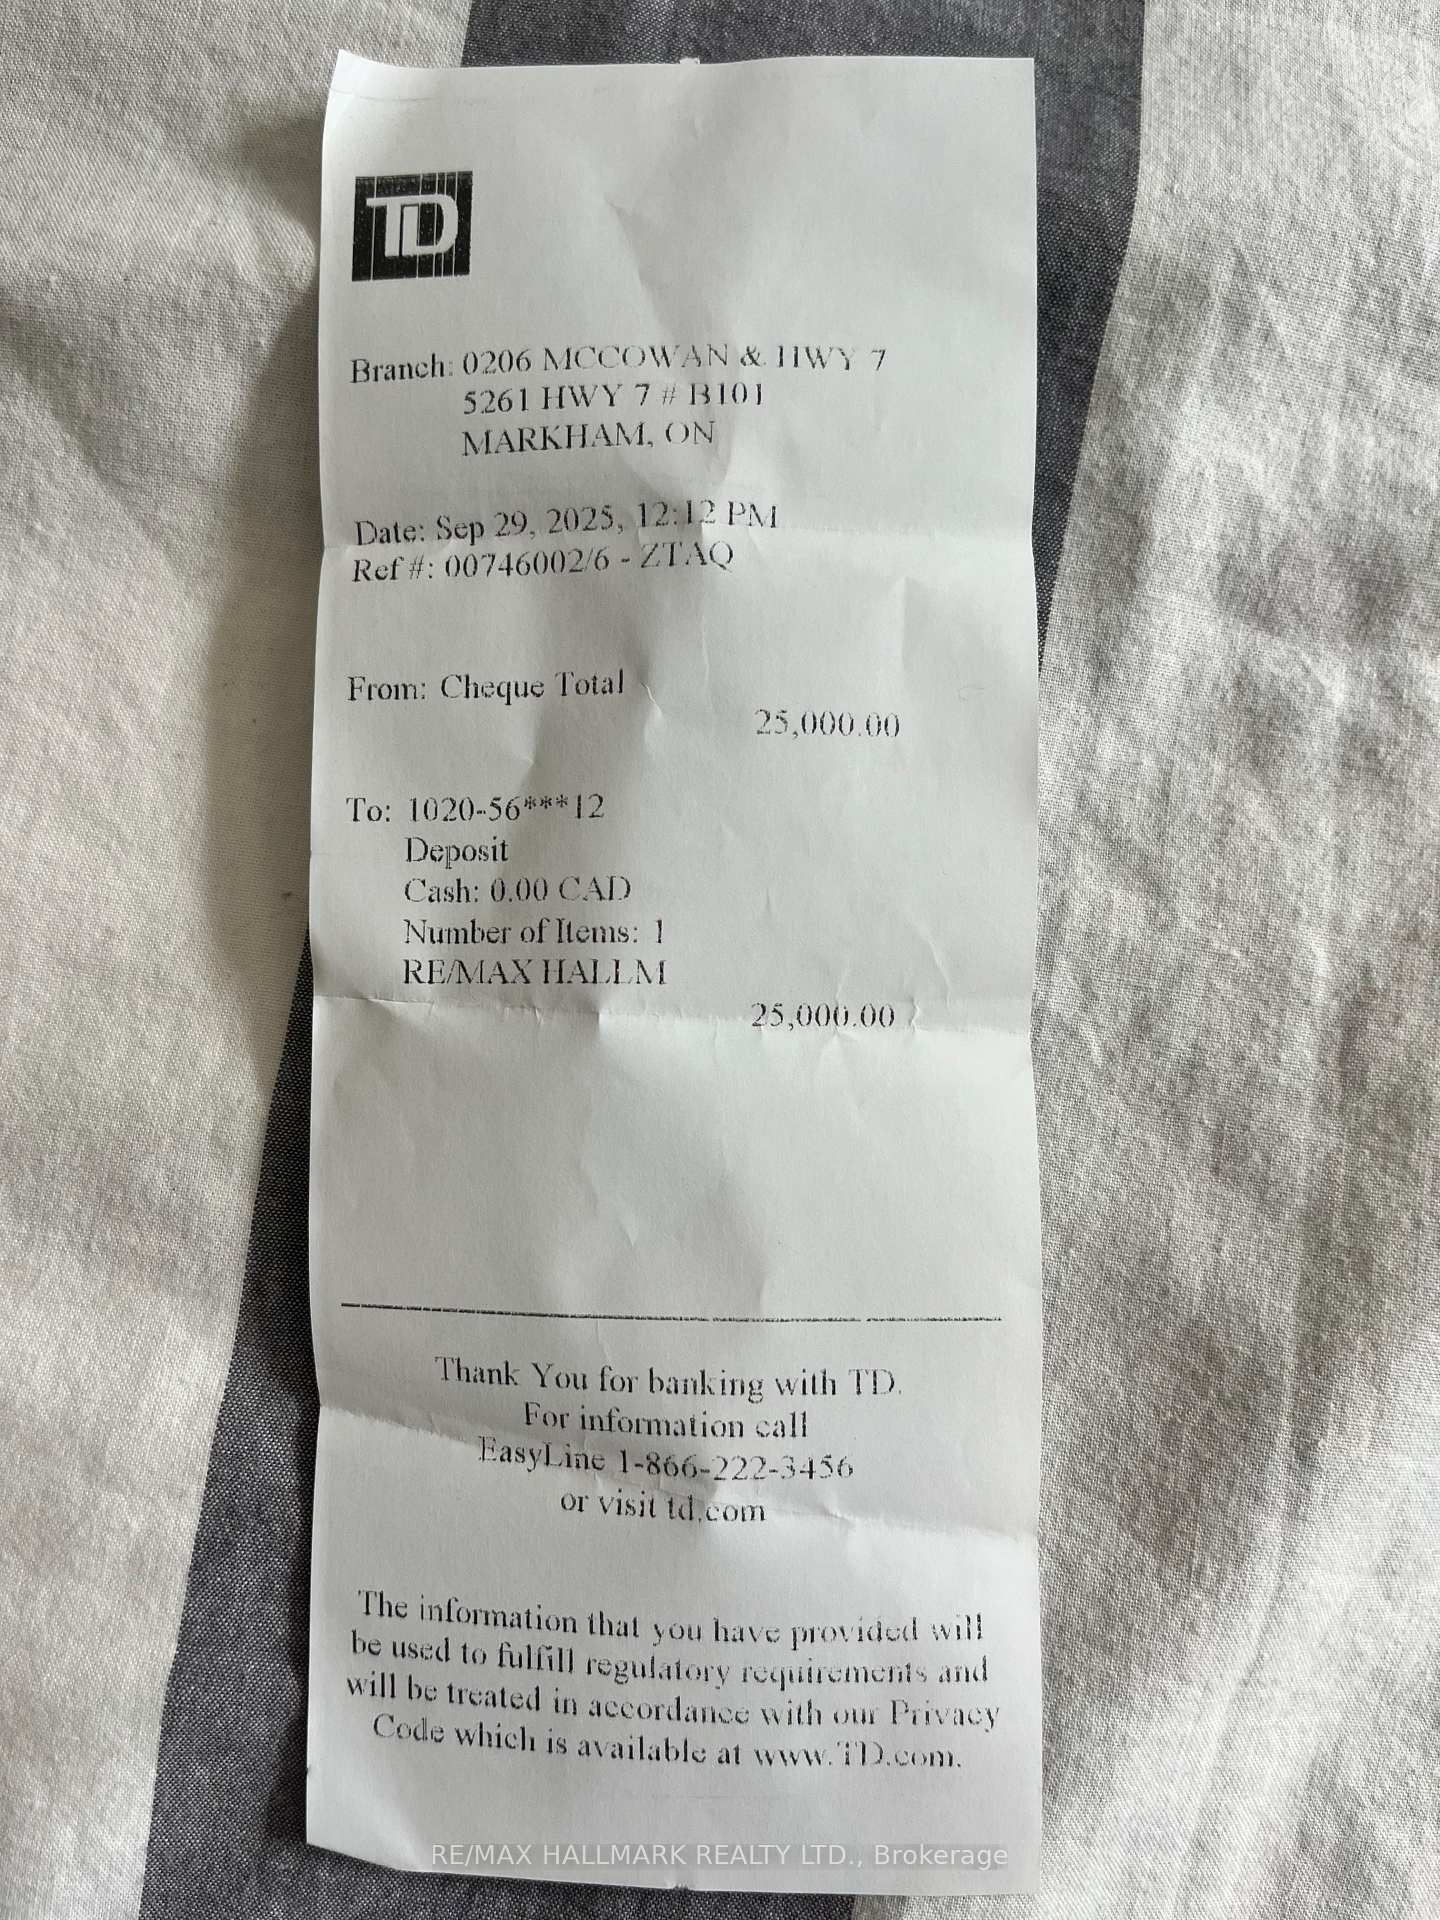 TD
Branch: 0206 MCCOWAN & HWY 7
5261 HWY 7 # B101
MARKHAM, ON
Date: Sep 29, 2025, 12:12 PM
Ref #: 00746002/6 - ZTAQ
From: Cheque Total
25,000.00
To: 1020-56***12
Deposit
Cash: 0.00 CAD
Number of Items: 1
RE/MAX HALLM
25,000.00
Thank You for banking with TD.
For information call
EasyLine 1-866-222-3456
or visit td.com
The information that you have provided will
be used to fulfill regulatory requirements and
will be treated in accordance with our Privacy
Code which is available at www.TD.com.
RE/MAX HALLMARK REALTY LTD., Brokerage